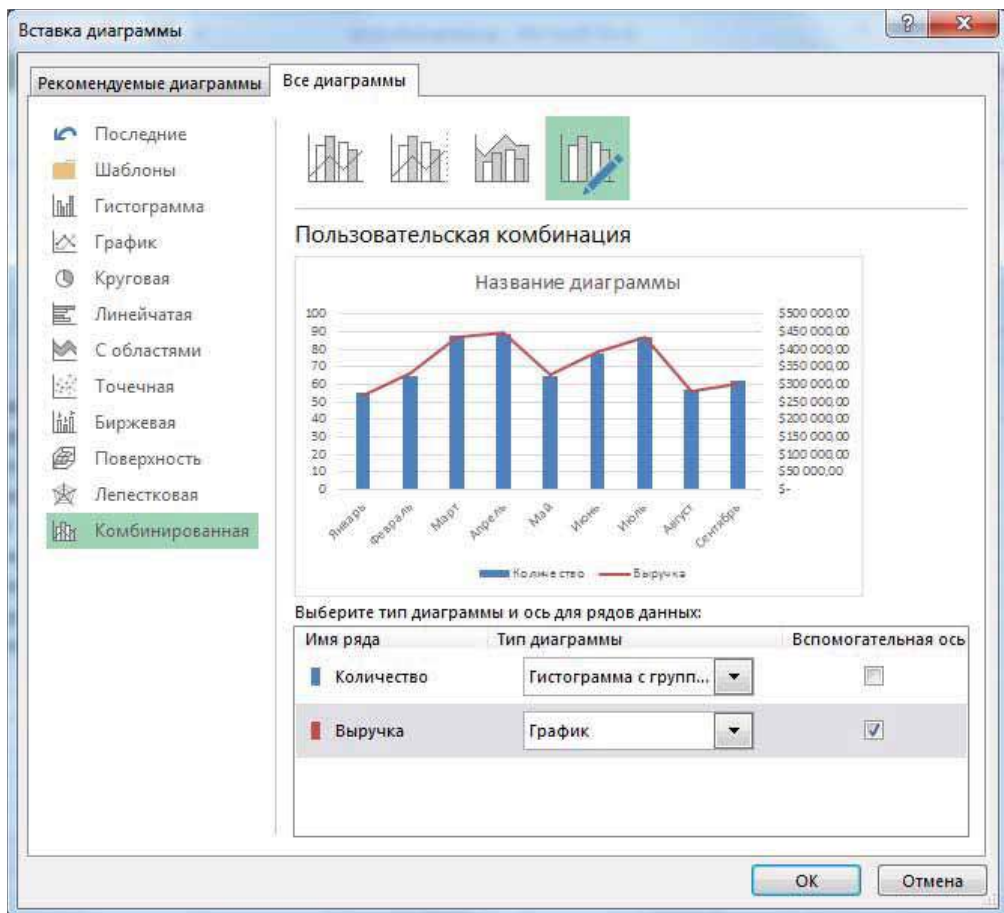 Вставка диаграммы
Рекомендуемые диаграммы
Все диаграммы
Последние
Шаблоны
Гистограмма
График
Круговая
Линейчатая
С областями
Точечная
Биржевая
Поверхность
Лепестковая
Комбинированная
Пользовательская комбинация
Название диаграммы
100
90
80
70
60
50
40
30
20
10
0
$500 000,00
$450 000,00
$400 000,00
$350 000,00
$300 000,00
$250 000,00
$200 000,00
$150 000,00
$100 000,00
$50 000,00
$-
Январь
Февраль
Март
Апрель
Май
Июнь
Июль
Август
Сентябрь
Количество Выручка
Выберите тип диаграммы и ось для рядов данных:
Имя ряда Тип диаграммы Вспомогательная ось
Количество Гистограмма с групп...
Выручка График
ОК Отмена